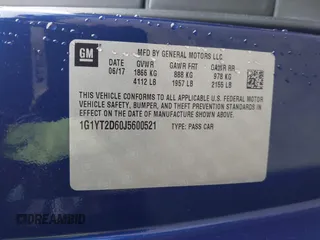 GM
MFD BY GENERAL MOTORS LLC.
DATE GVWR GAWR FRT GAWR RR
06/17 1866 KG 888 KG 978 KG
4112 LB 1957 LB 2155 LB
THIS VEHICLE CONFORMS TO ALL APPLICABLE U.S. FEDERAL MOTOR
VEHICLE SAFETY, BUMPER, AND THEFT PREVENTION STANDARDS IN
EFFECT ON THE DATE OF MANUFACTURE SHOWN ABOVE.
1G1YT2D60J5600521 TYPE: PASS CAR
IDREAMBID